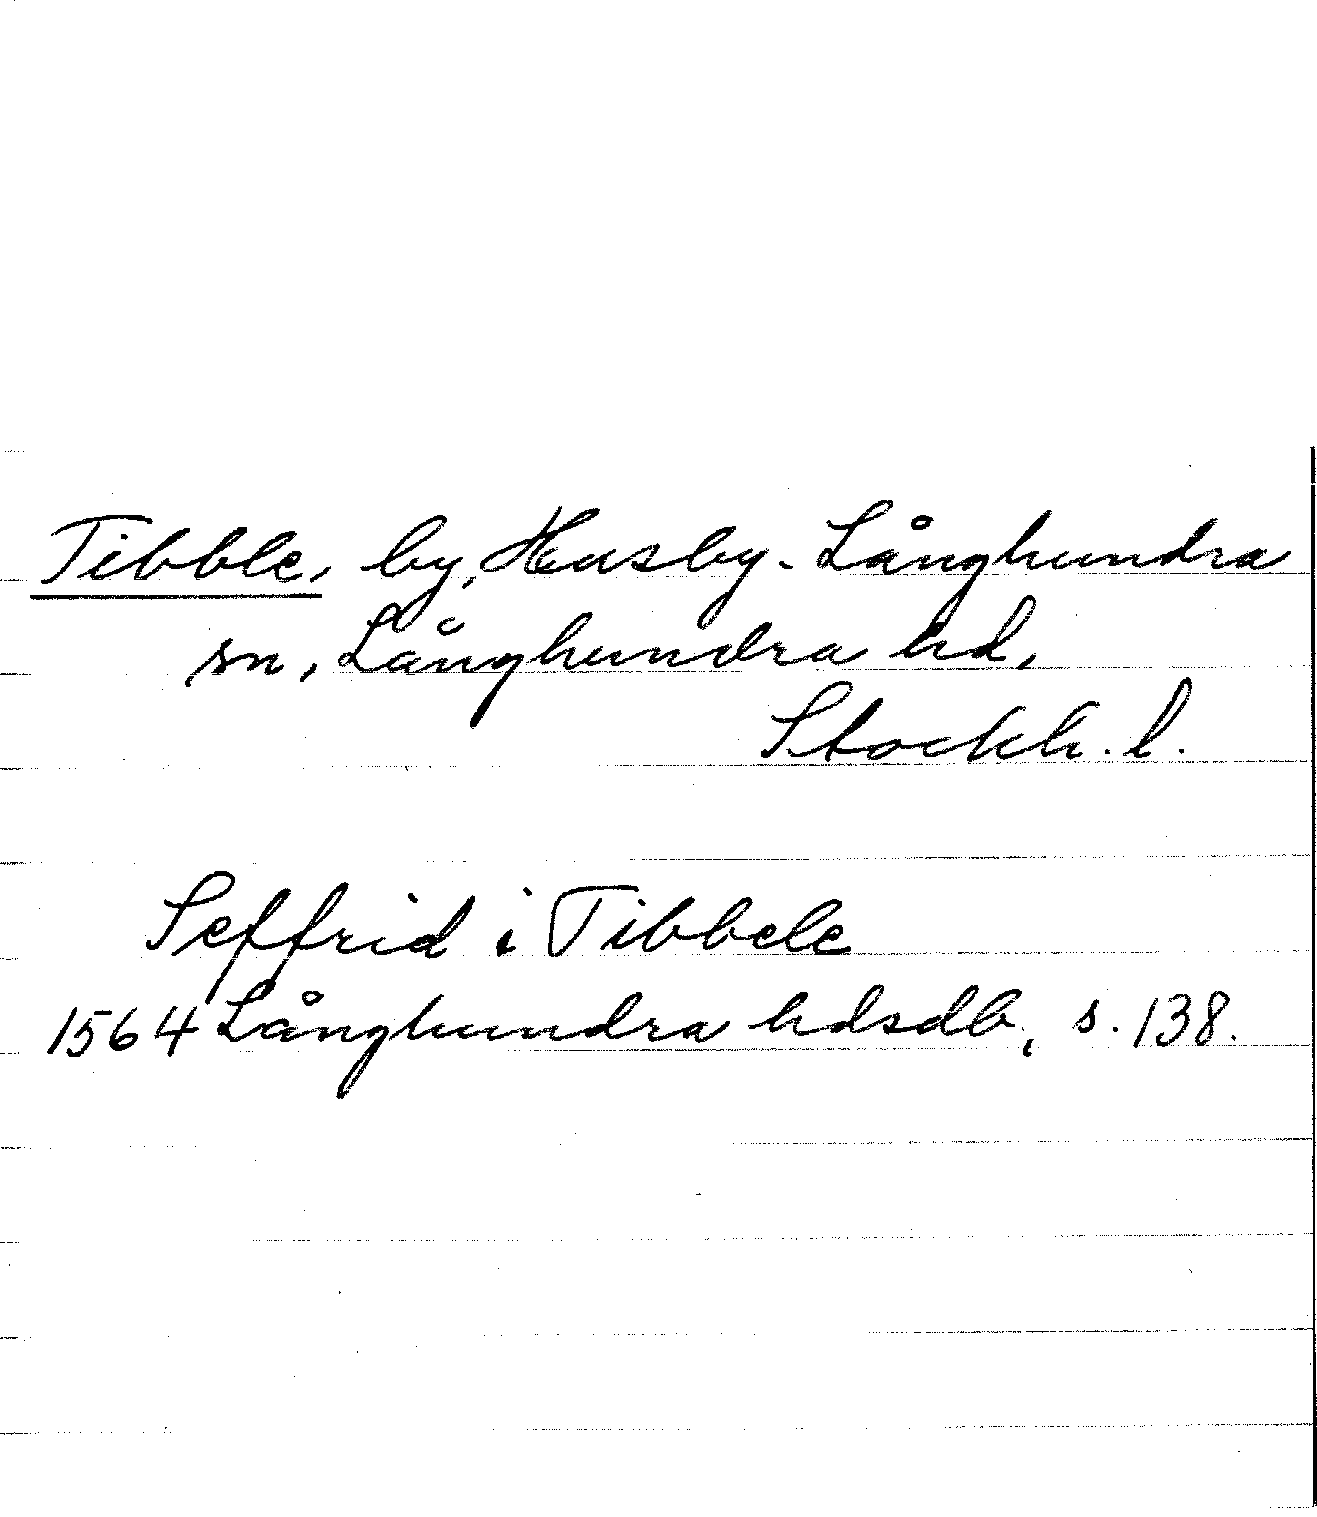 Tibble, by, Husby-Långhundra
sn, Långhundra hd,
Stockh. l.
Seffrid i Tibbele
1564 Långhundra hdsdb, s. 138.